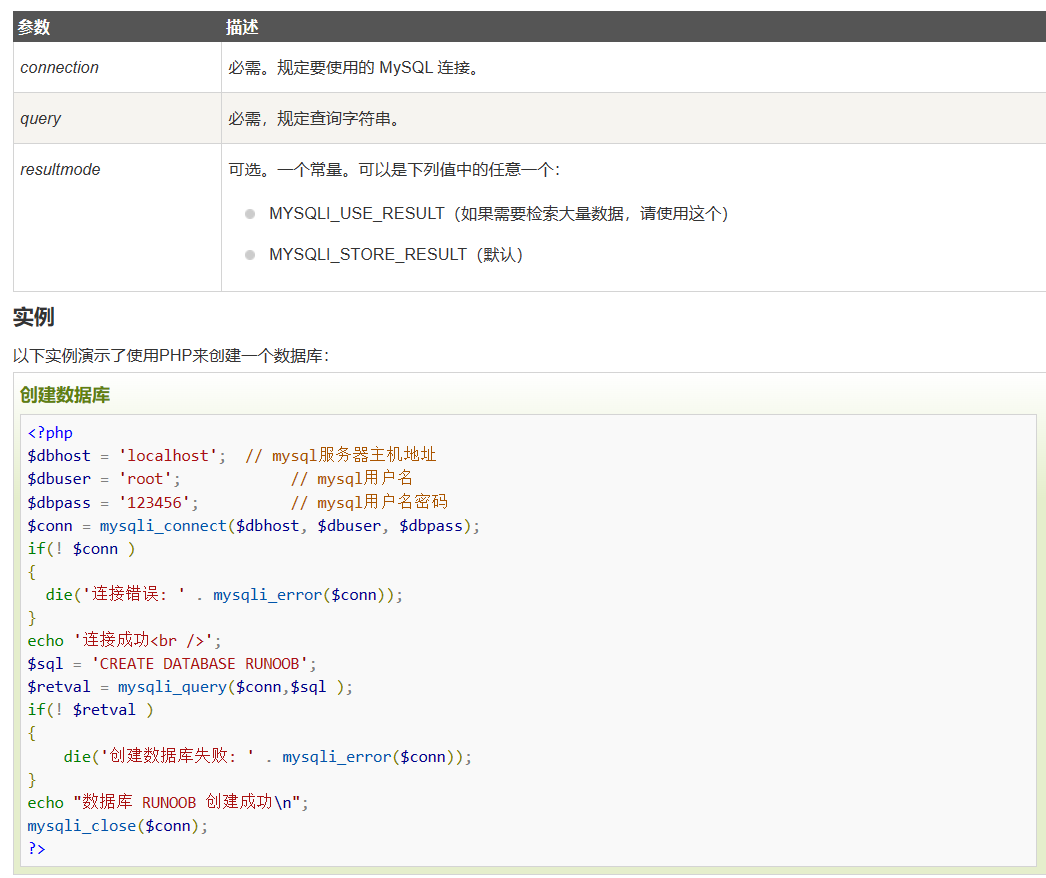 参数 描述
connection 必需。规定要使用的 MySQL 连接。
query 必需，规定查询字符串。
resultmode 可选。一个常量。可以是下列值中的任意一个：
MYSQLI_USE_RESULT（如果需要检索大量数据，请使用这个）
MYSQLI_STORE_RESULT（默认）
实例
以下实例演示了使用PHP来创建一个数据库：
创建数据库
<?php
$dbhost = 'localhost';  // mysql服务器主机地址
$dbuser = 'root';            // mysql用户名
$dbpass = '123456';          // mysql用户名密码
$conn = mysqli_connect($dbhost, $dbuser, $dbpass);
if(! $conn )
{
  die('连接错误: ' . mysqli_error($conn));
}
echo '连接成功<br />';
$sql = 'CREATE DATABASE RUNOOB';
$retval = mysqli_query($conn,$sql );
if(! $retval )
{
    die('创建数据库失败: ' . mysqli_error($conn));
}
echo "数据库 RUNOOB 创建成功\n";
mysqli_close($conn);
?>